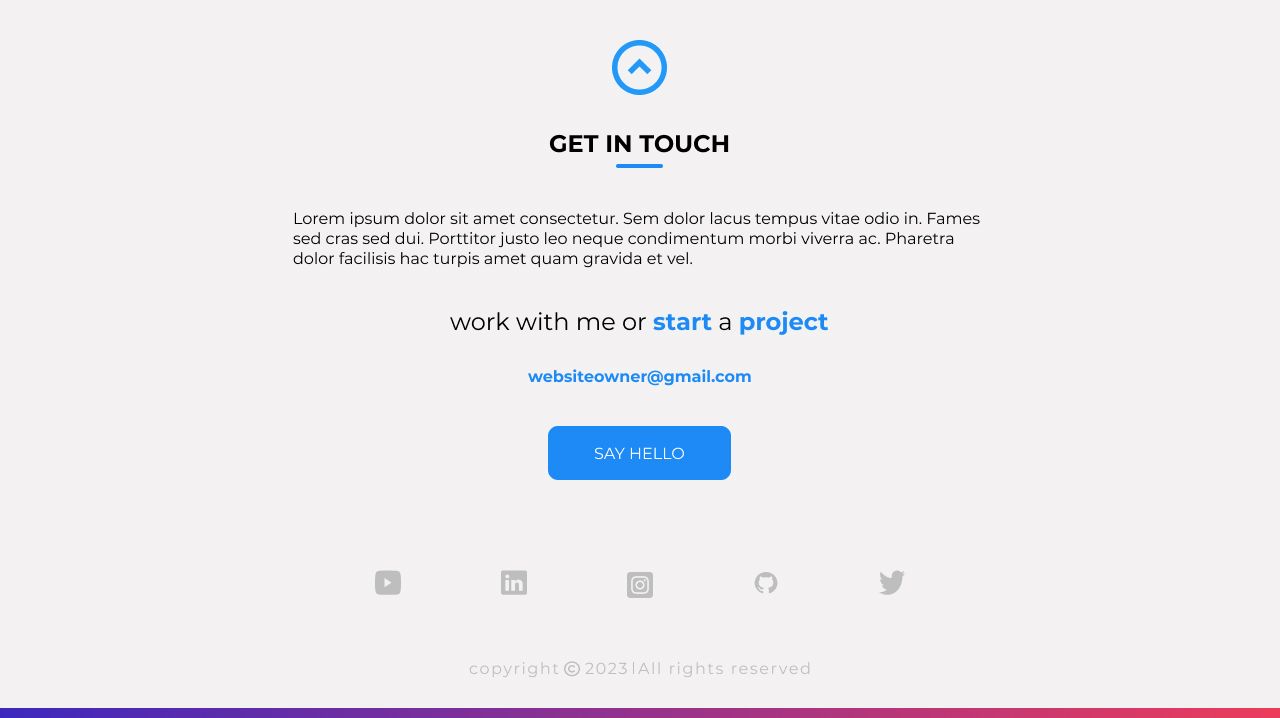 GET IN TOUCH
Lorem ipsum dolor sit amet consectetur. Sem dolor lacus tempus vitae odio in. Fames
sed cras sed dui. Porttitor justo leo neque condimentum morbi viverra ac. Pharetra
dolor facilisis hac turpis amet quam gravida et vel.
work with me or start a project
websiteowner@gmail.com
SAY HELLO
in
copyright © 2023 |All rights reserved